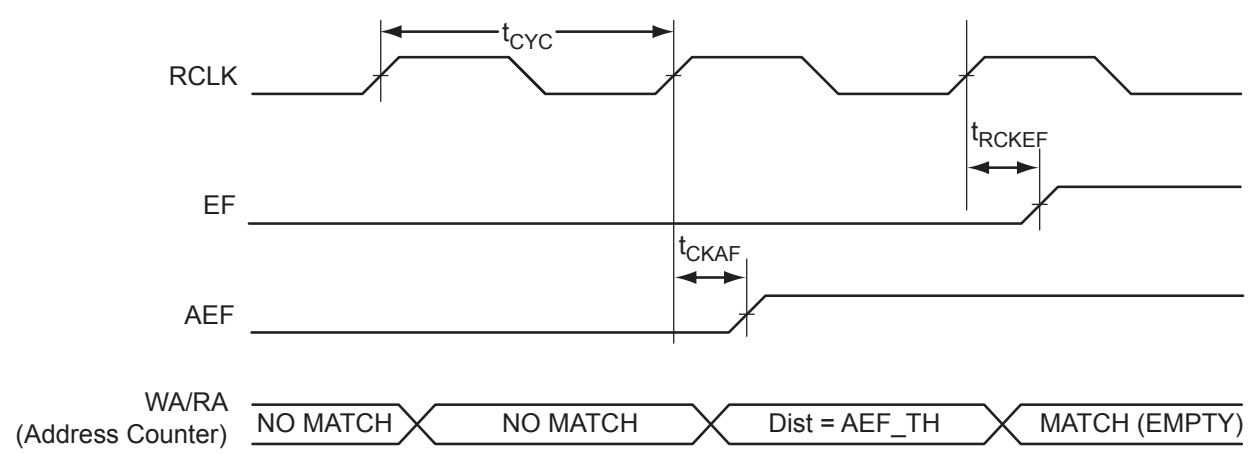 tCYC
RCLK
tRCKEF
EF
tCKAF
AEF
WA/RA
(Address Counter)
NO MATCH
NO MATCH
Dist = AEF_TH
MATCH (EMPTY)